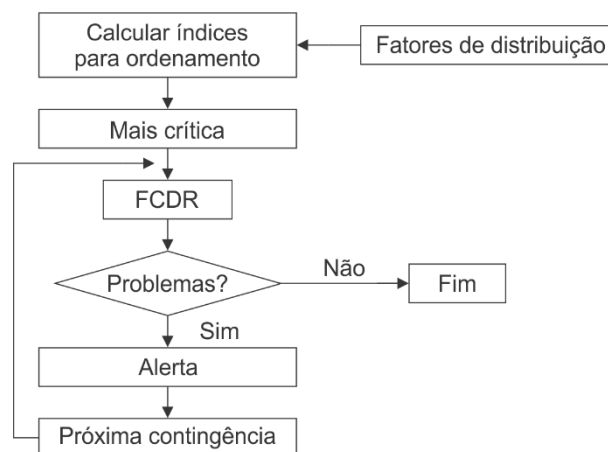 Calcular índices
para ordenamento
Fatores de distribuição
Mais crítica
FCDR
Problemas?
Não
Fim
Sim
Alerta
Próxima contingência